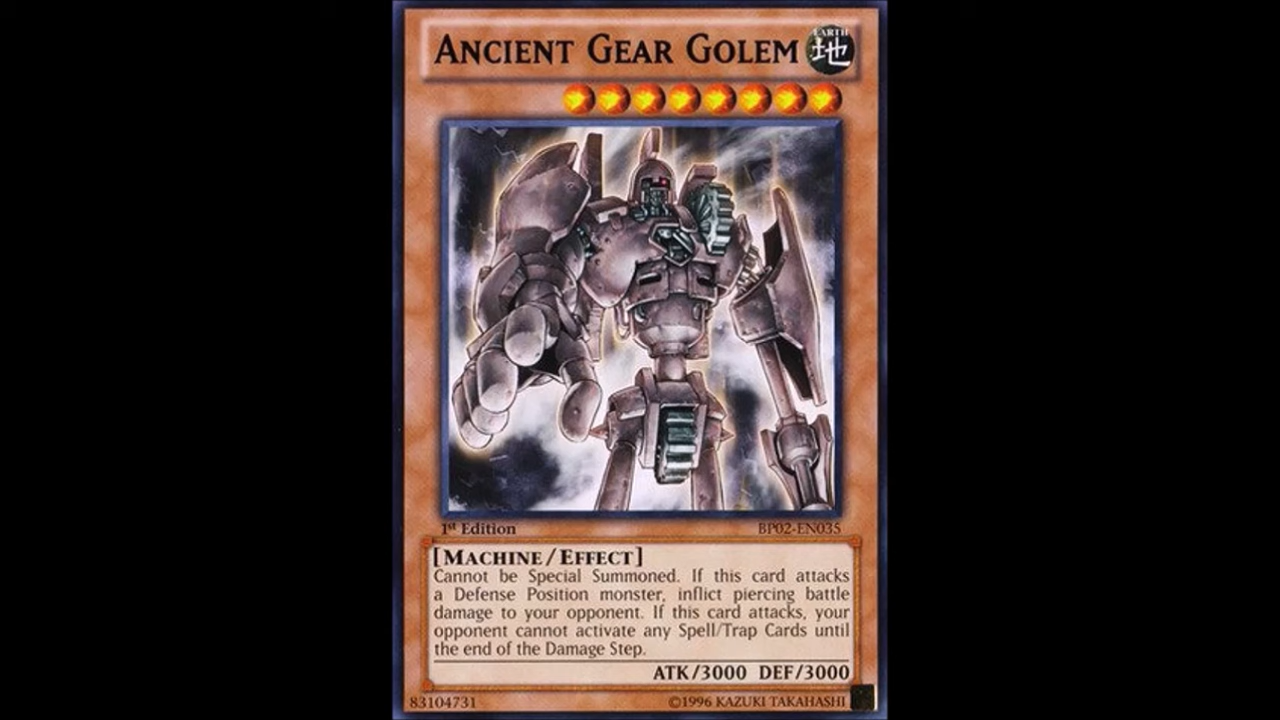 ANCIENT GEAR GOLEM
EARTH
地
1st Edition
BP02-EN035
[MACHINE/EFFECT]
Cannot be Special Summoned. If this card attacks
a Defense Position monster, inflict piercing battle
damage to your opponent. If this card attacks, your
opponent cannot activate any Spell/Trap Cards until
the end of the Damage Step.
ATK/3000 DEF/3000
83104731
©1996 KAZUKI TAKAHASHI